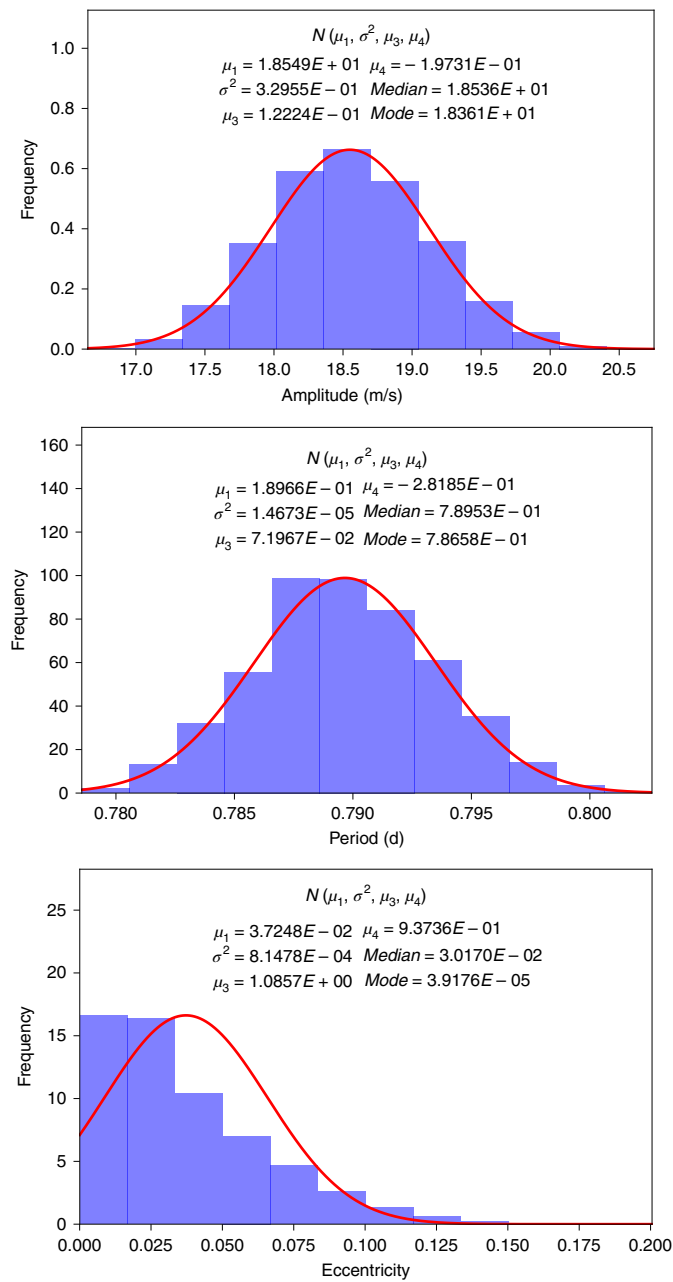 N (μ₁, σ², μ₃, μ₄)
μ₁ = 1.8549E + 01 μ₄ = − 1.9731E − 01
σ² = 3.2955E − 01 Median = 1.8536E + 01
μ₃ = 1.2224E − 01 Mode = 1.8361E + 01
Frequency
1.0
0.8
0.6
0.4
0.2
0.0
17.0 17.5 18.0 18.5 19.0 19.5 20.0 20.5
Amplitude (m/s)
N (μ₁, σ², μ₃, μ₄)
μ₁ = 1.8966E − 01 μ₄ = − 2.8185E − 01
σ² = 1.4673E − 05 Median = 7.8953E − 01
μ₃ = 7.1967E − 02 Mode = 7.8658E − 01
Frequency
160
140
120
100
80
60
40
20
0
0.780 0.785 0.790 0.795 0.800
Period (d)
N (μ₁, σ², μ₃, μ₄)
μ₁ = 3.7248E − 02 μ₄ = 9.3736E − 01
σ² = 8.1478E − 04 Median = 3.0170E − 02
μ₃ = 1.0857E + 00 Mode = 3.9176E − 05
Frequency
25
20
15
10
5
0
0.000 0.025 0.050 0.075 0.100 0.125 0.150 0.175 0.200
Eccentricity